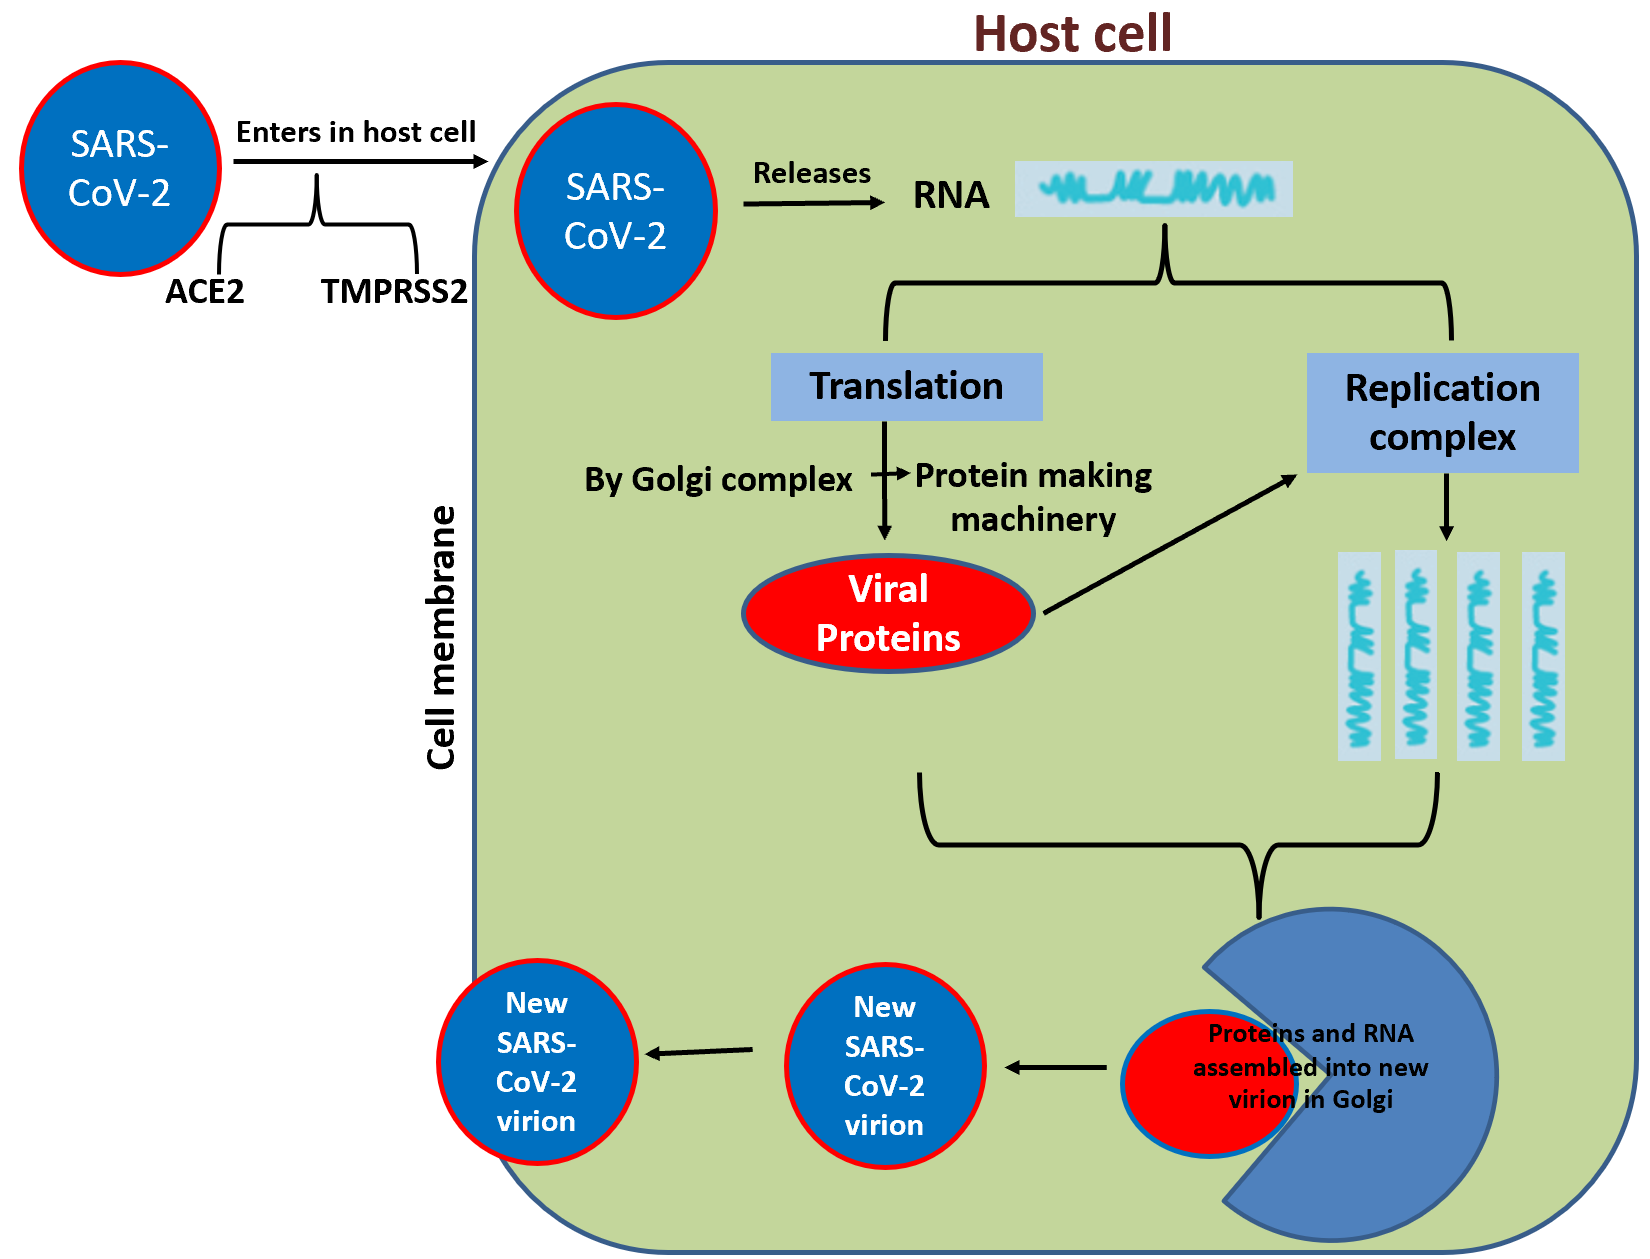 Host cell
SARS-
CoV-2
Enters in host cell
ACE2
TMPRSS2
SARS-
CoV-2
Releases
RNA
Translation
Replication
complex
By Golgi complex
Protein making
machinery
Viral
Proteins
Cell membrane
New
SARS-
CoV-2
virion
New
SARS-
CoV-2
virion
Proteins and RNA
assembled into new
virion in Golgi